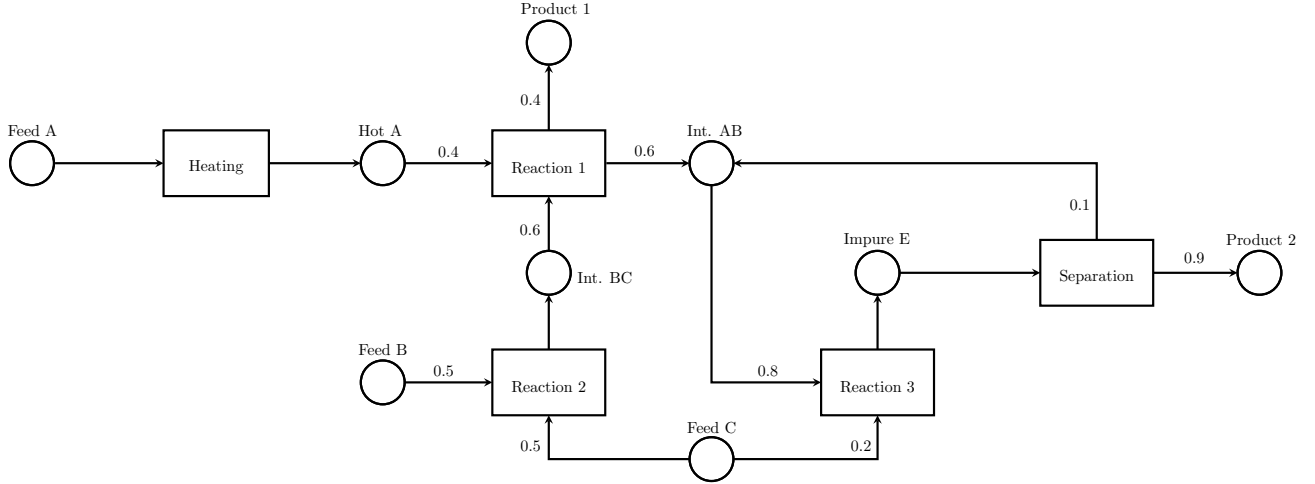 Product 1
0.4
Feed A
Heating
Hot A
0.4
Reaction 1
0.6
Int. AB
0.1
0.6
Int. BC
Impure E
Separation
0.9
Product 2
Feed B
0.5
Reaction 2
0.8
Reaction 3
0.5
Feed C
0.2